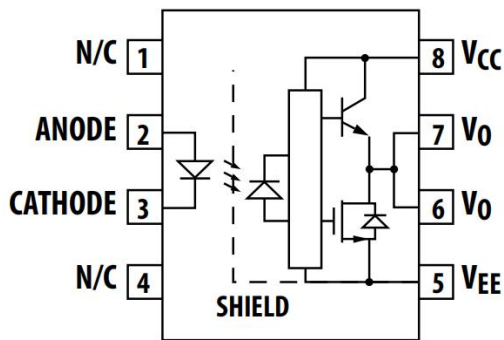 N/C 1 8 VCC
ANODE 2 7 VO
CATHODE 3 6 VO
N/C 4 5 VEE
SHIELD